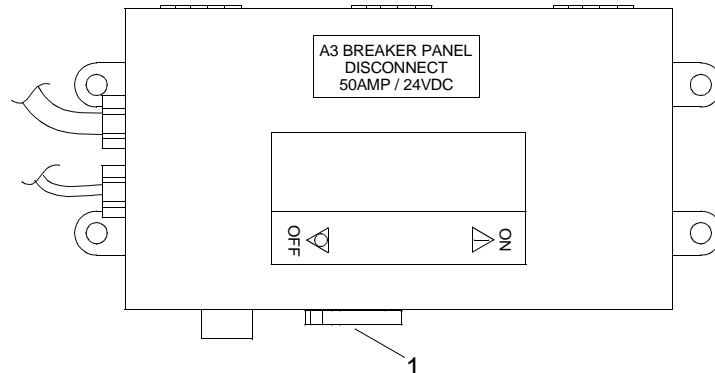 A3 BREAKER PANEL
DISCONNECT
50AMP / 24VDC
OFF
ON
1